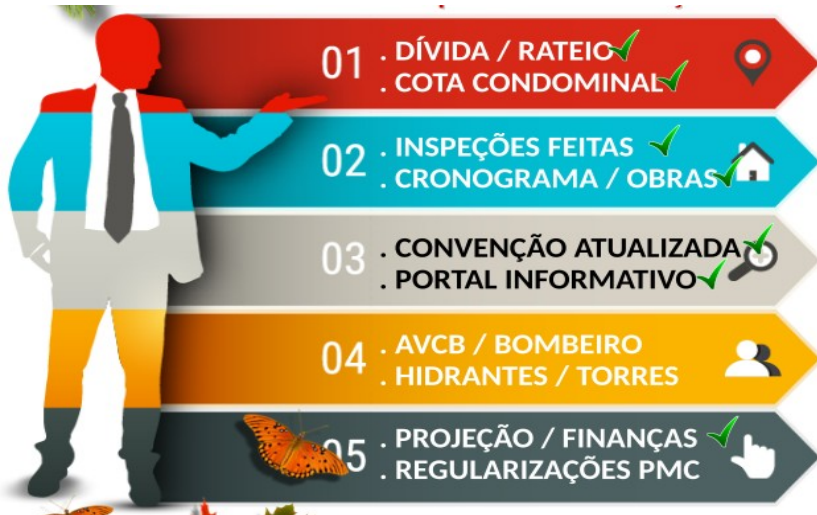 01 . DÍVIDA / RATEIO
. COTA CONDOMINAL
02 . INSPEÇÕES FEITAS
. CRONOGRAMA / OBRAS
03 . CONVENÇÃO ATUALIZADA
. PORTAL INFORMATIVO
04 . AVCB / BOMBEIRO
. HIDRANTES / TORRES
05 . PROJEÇÃO / FINANÇAS
. REGULARIZAÇÕES PMC